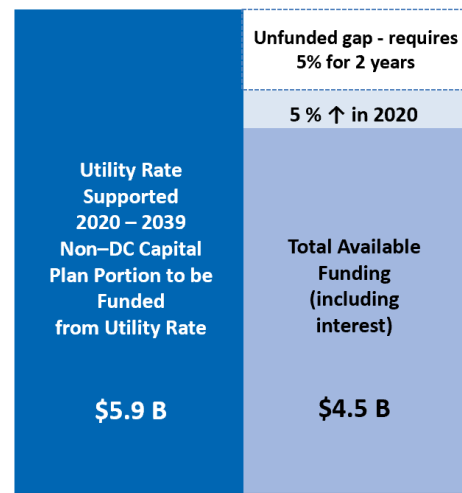 Utility Rate
Supported
2020 – 2039
Non–DC Capital
Plan Portion to be
Funded
from Utility Rate
$5.9 B
Unfunded gap - requires
5% for 2 years
5 % ↑ in 2020
Total Available
Funding
(including
interest)
$4.5 B